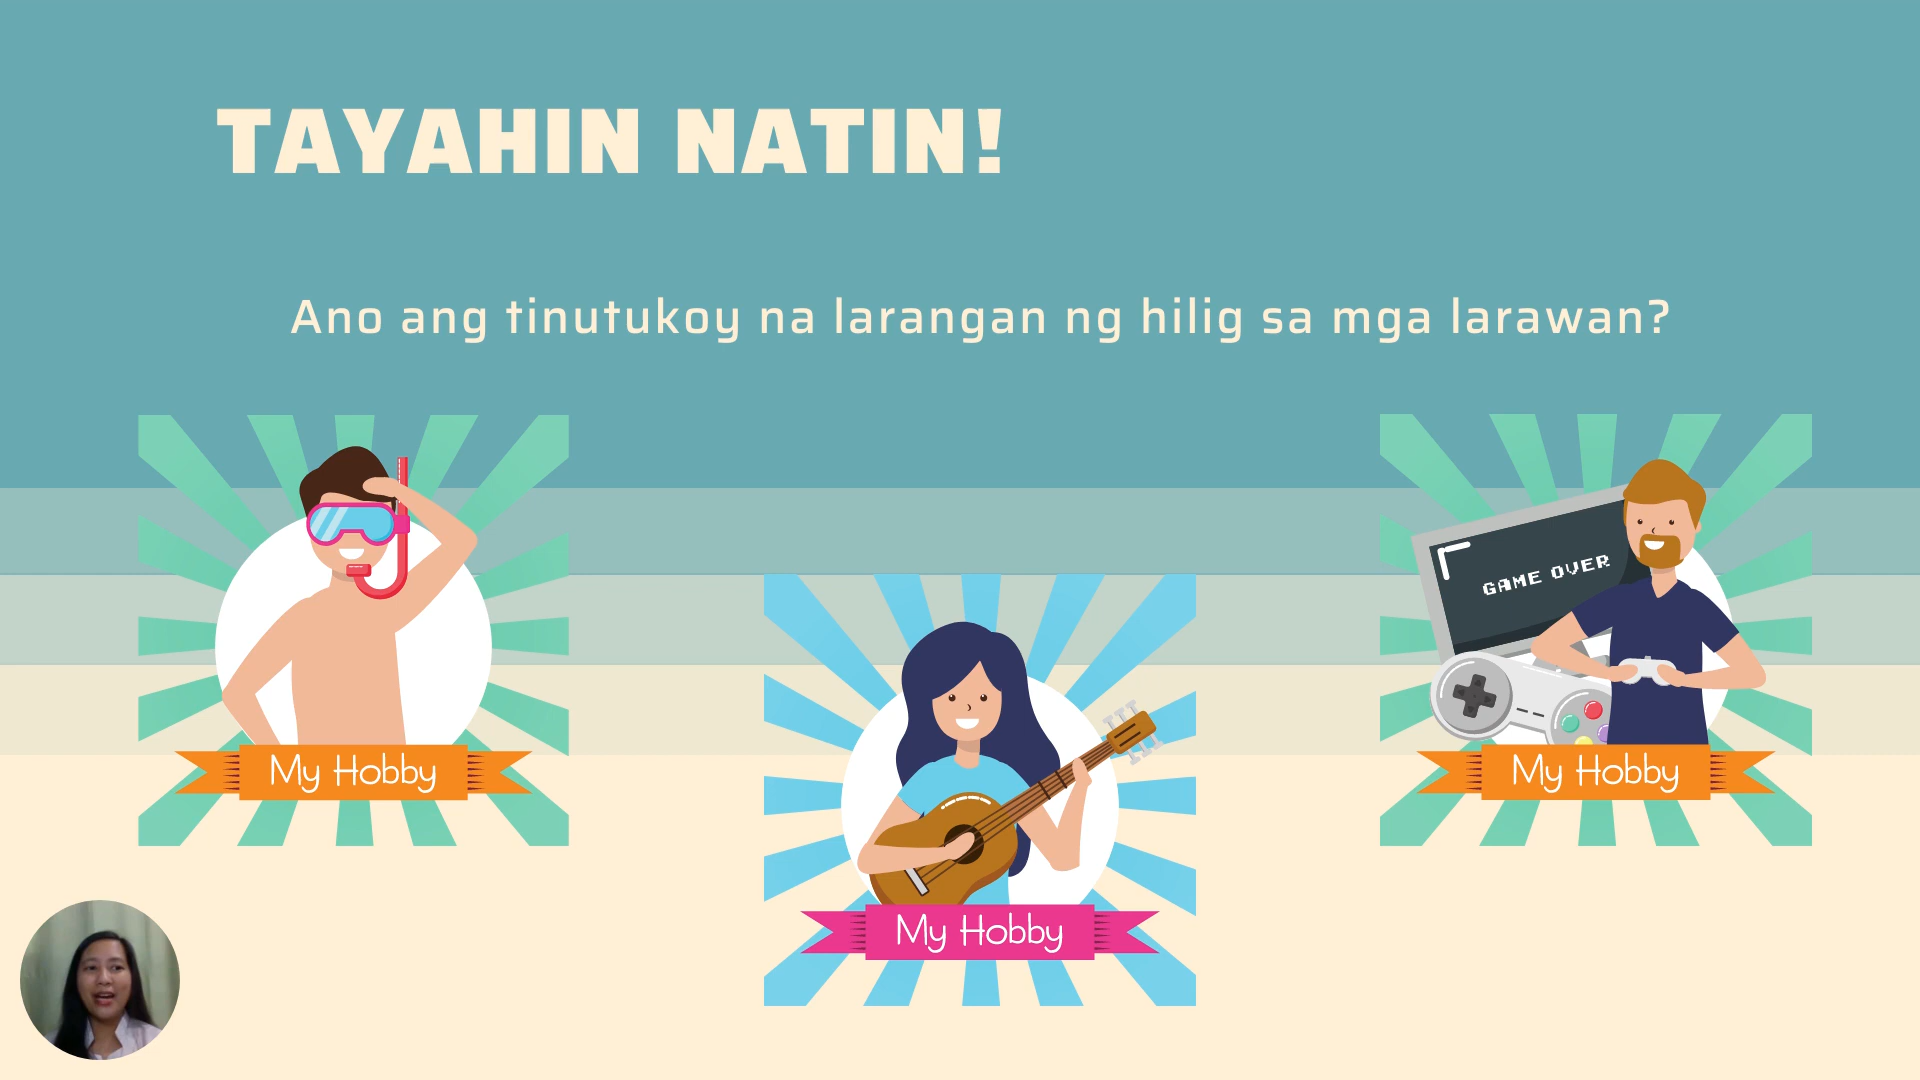 TAYAHIN NATIN!
Ano ang tinutukoy na larangan ng hilig sa mga larawan?
GAME OVER
My Hobby
My Hobby
My Hobby